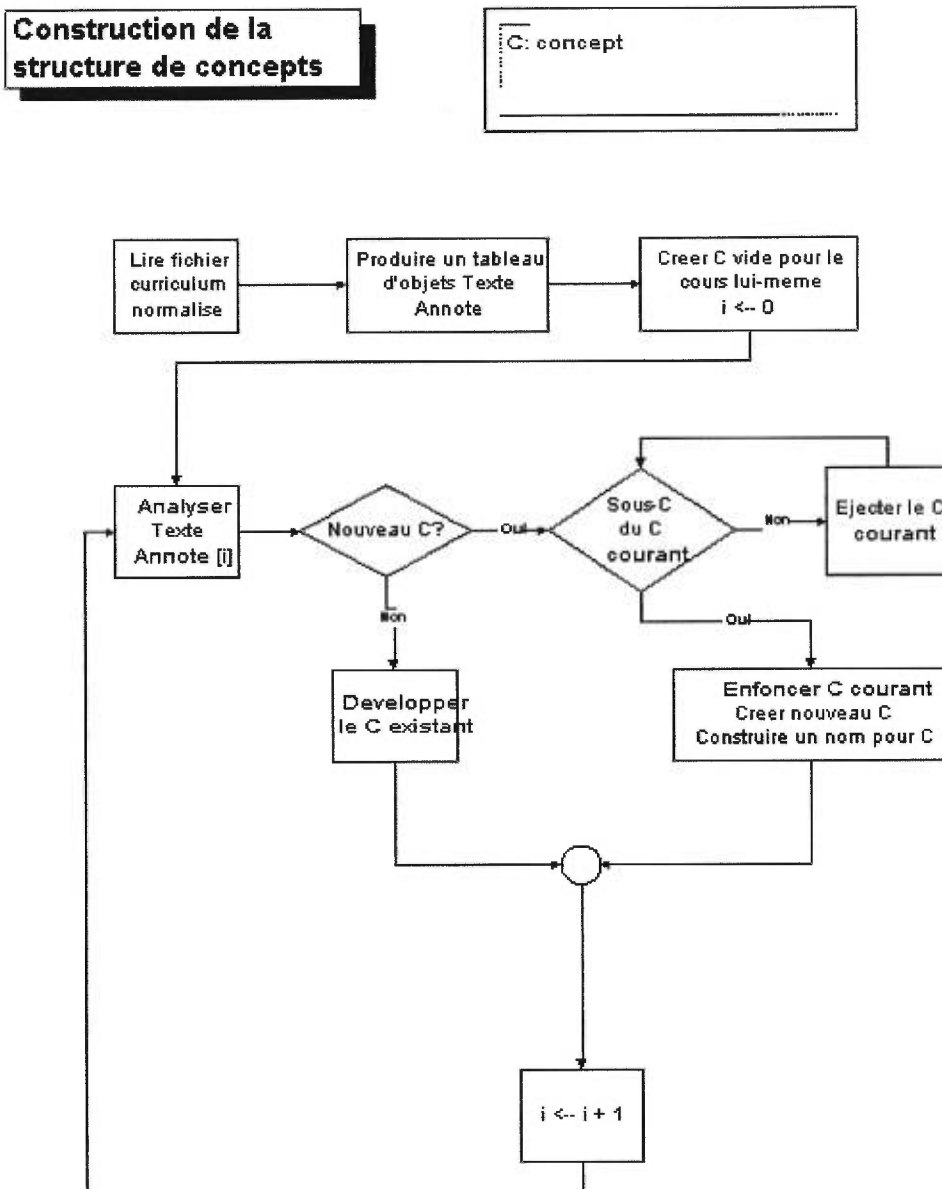 Construction de la
structure de concepts
C: concept
Lire fichier
curriculum
normalise
Produire un tableau
d'objets Texte
Annote
Creer C vide pour le
cours lui-meme
i <-- 0
Analyser
Texte
Annote [i]
Nouveau C?
Oui
Sous-C
du C
courant
Non
Ejecter le C
courant
Non
Oui
Developper
le C existant
Enfoncer C courant
Creer nouveau C
Construire un nom pour C
i <-- i + 1